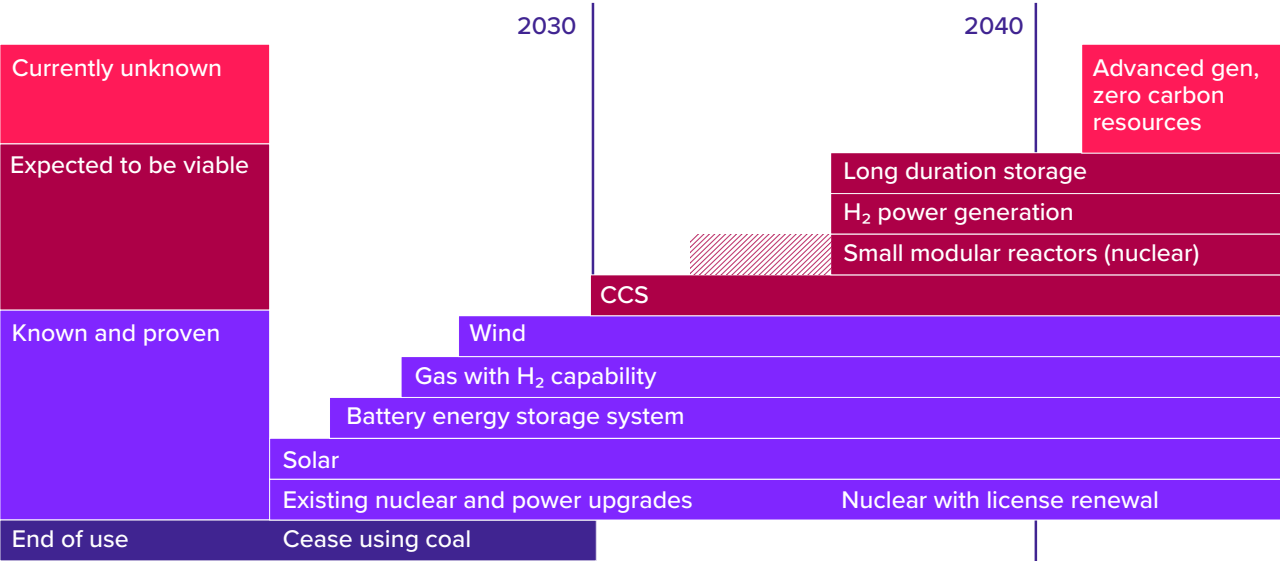 2030
2040
Currently unknown
Advanced gen,
zero carbon
resources
Expected to be viable
Long duration storage
H₂ power generation
Small modular reactors (nuclear)
CCS
Known and proven
Wind
Gas with H₂ capability
Battery energy storage system
Solar
Existing nuclear and power upgrades
Nuclear with license renewal
End of use
Cease using coal